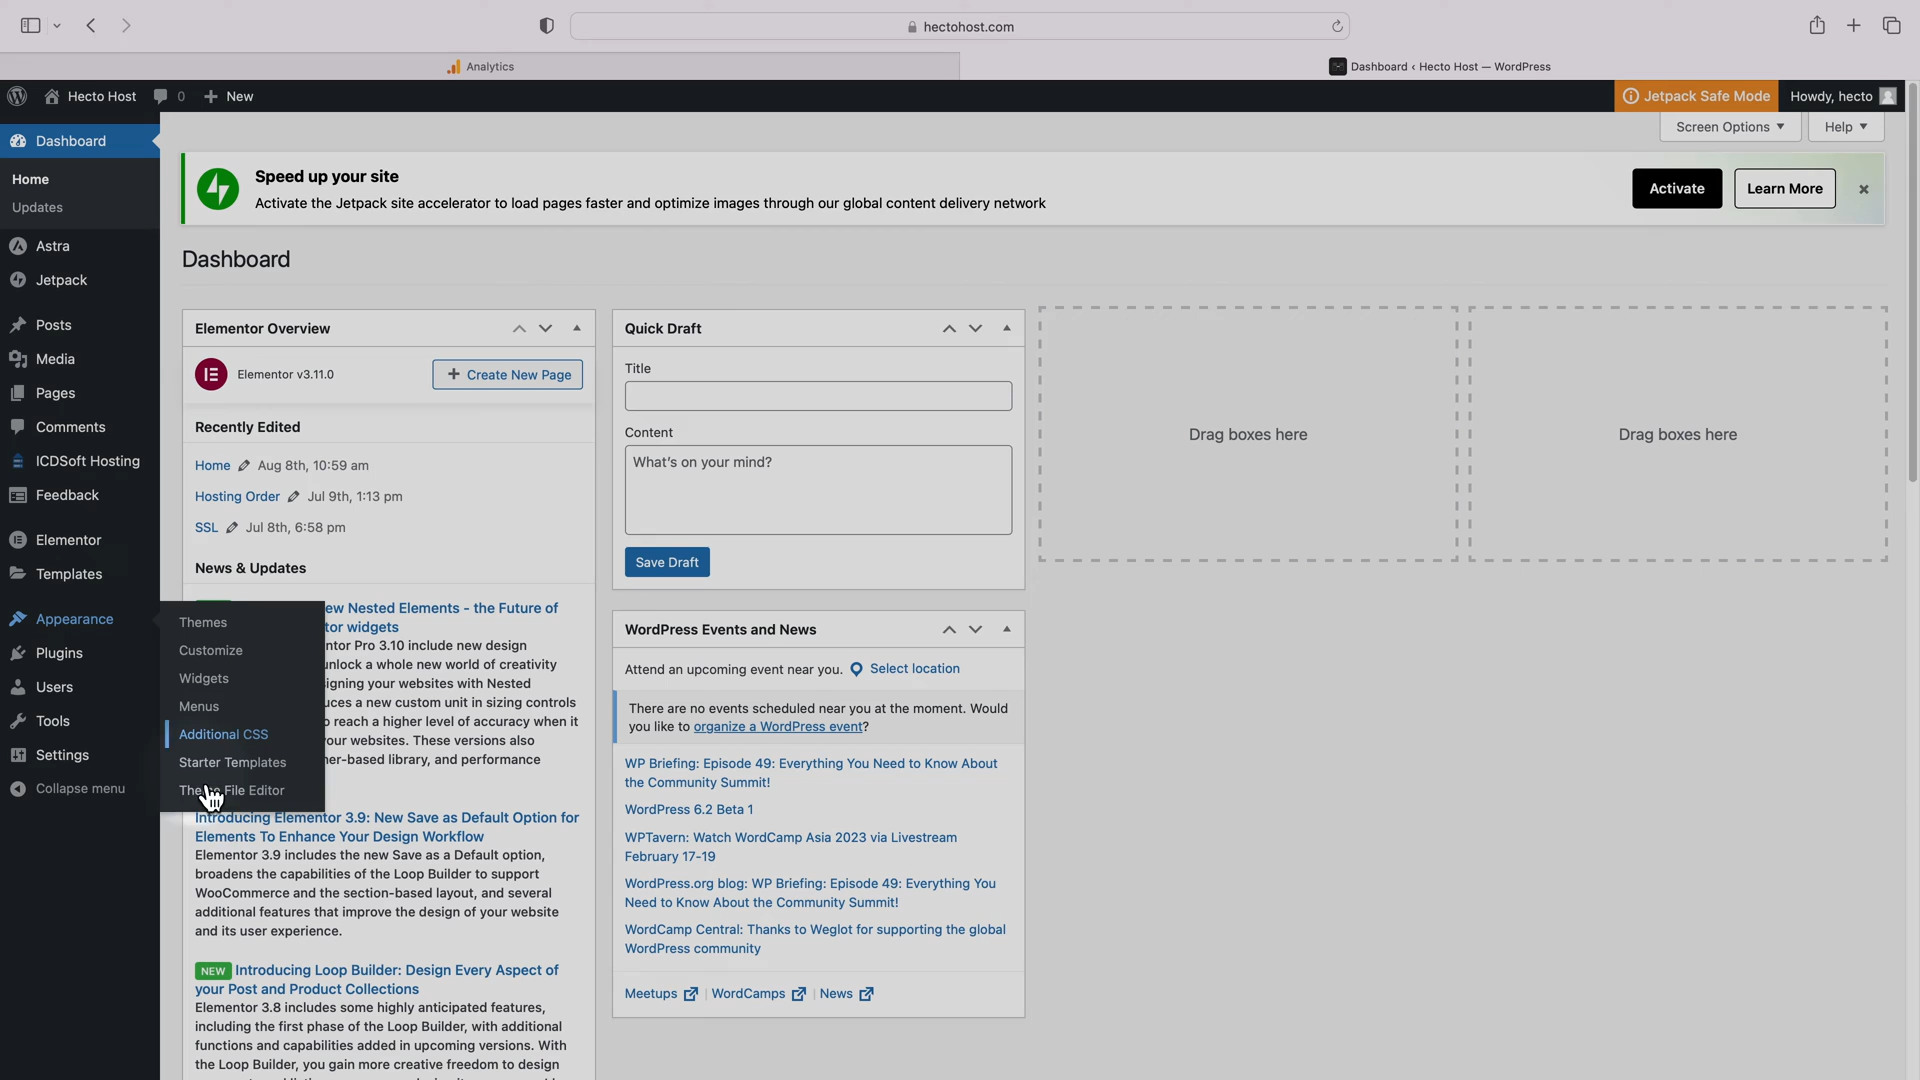 hectohost.com
Analytics
Dashboard ‹ Hecto Host — WordPress
Hecto Host 0 New
Jetpack Safe Mode Howdy, hecto
Screen Options Help
Dashboard
Home
Updates
Astra
Jetpack
Posts
Media
Pages
Comments
ICDSoft Hosting
Feedback
Elementor
Templates
Appearance
Plugins
Users
Tools
Settings
Collapse menu
Themes
Customize
Widgets
Menus
Additional CSS
Starter Templates
File Editor
Speed up your site
Activate the Jetpack site accelerator to load pages faster and optimize images through our global content delivery network
Activate
Learn More
Dashboard
Elementor Overview
Elementor v3.11.0
Create New Page
Recently Edited
Home Aug 8th, 10:59 am
Hosting Order Jul 9th, 1:13 pm
SSL Jul 8th, 6:58 pm
News & Updates
Nested Elements - the Future of
widgets
Pro 3.10 include new design
a whole new world of creativity
your websites with Nested
a new custom unit in sizing controls
reach a higher level of accuracy when it
websites. These versions also
library, and performance
Introducing Elementor 3.9: New Save as Default Option for
Elements To Enhance Your Design Workflow
Elementor 3.9 includes the new Save as a Default option,
broadens the capabilities of the Loop Builder to support
WooCommerce and the section-based layout, and several
additional features that improve the design of your website
and its user experience.
NEW Introducing Loop Builder: Design Every Aspect of
your Post and Product Collections
Elementor 3.8 includes some highly anticipated features,
including the first phase of the Loop Builder, with additional
functions and capabilities added in upcoming versions. With
the Loop Builder, you gain more creative freedom to design
Quick Draft
Title
Content
What's on your mind?
Save Draft
WordPress Events and News
Attend an upcoming event near you. Select location
There are no events scheduled near you at the moment. Would
you like to organize a WordPress event?
WP Briefing: Episode 49: Everything You Need to Know About
the Community Summit!
WordPress 6.2 Beta 1
WPTavern: Watch WordCamp Asia 2023 via Livestream
February 17-19
WordPress.org blog: WP Briefing: Episode 49: Everything You
Need to Know About the Community Summit!
WordCamp Central: Thanks to Weglot for supporting the global
WordPress community
Meetups | WordCamps | News
Drag boxes here
Drag boxes here